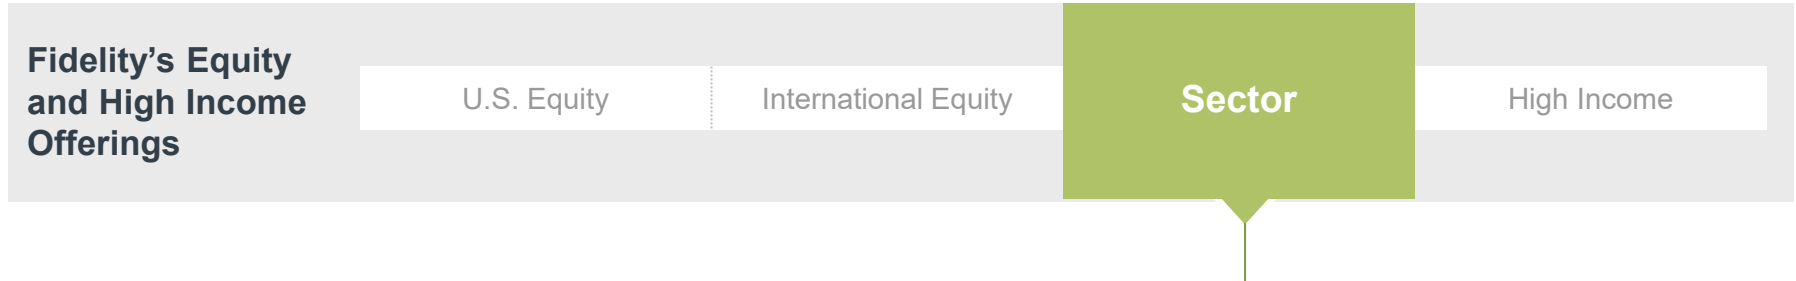 Fidelity’s Equity
and High Income
Offerings
U.S. Equity
International Equity
Sector
High Income